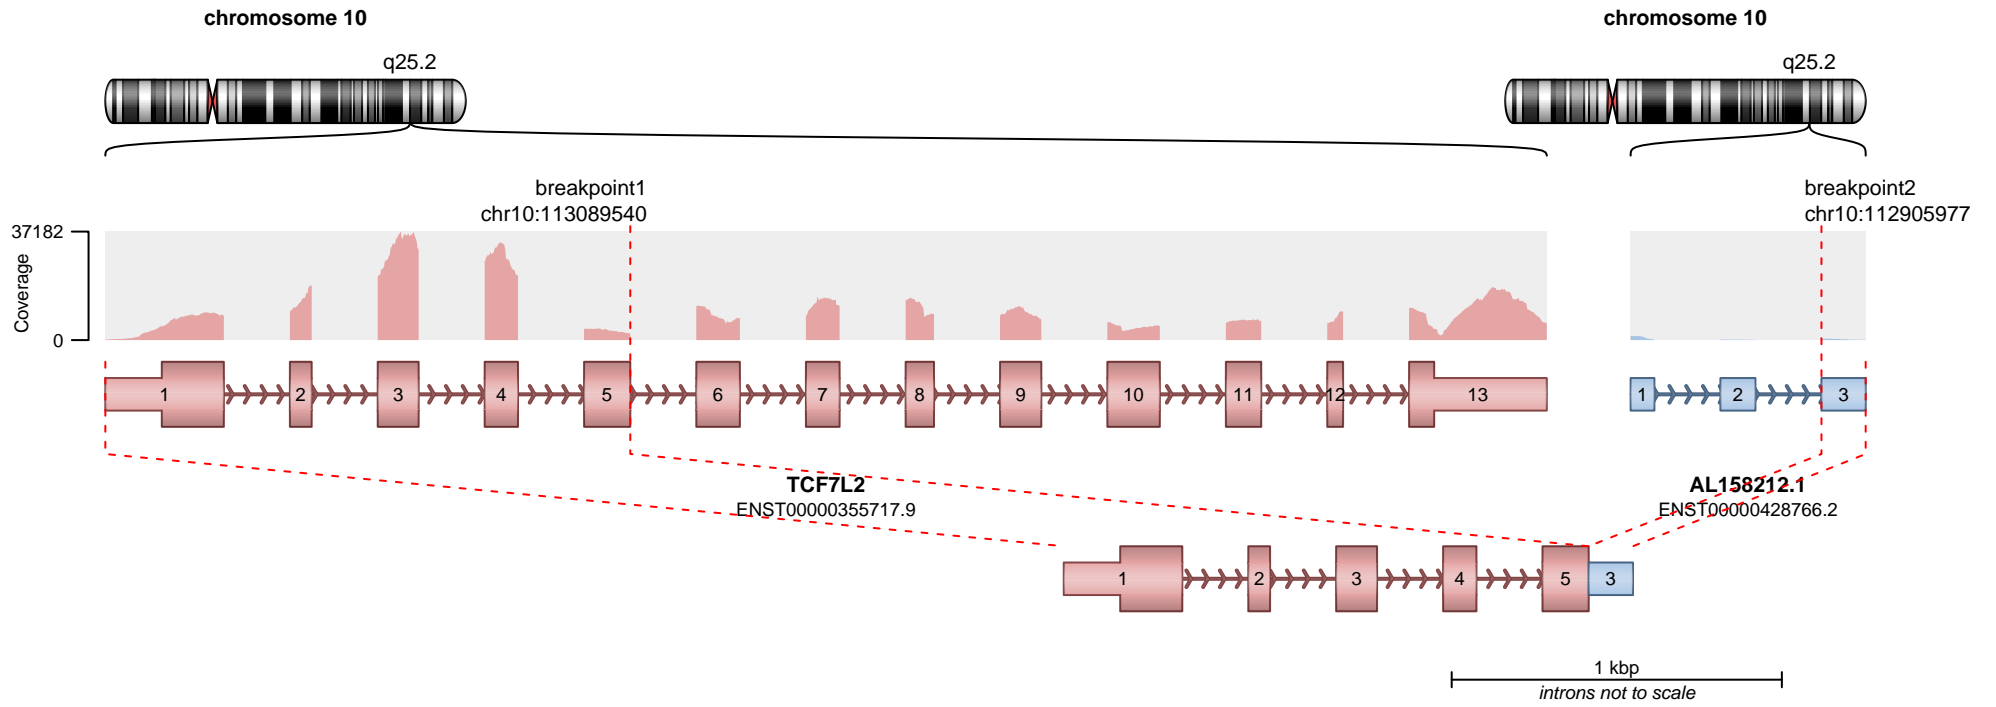 chromosome 10
chromosome 10
q25.2
q25.2
breakpoint1
chr10:113089540
breakpoint2
chr10:112905977
37182
Coverage
0
1 2 3 4 5 6 7 8 9 10 11 12 13
1 2 3
TCF7L2
ENST00000355717.9
AL158212.1
ENST00000428766.2
1 2 3 4 5 3
1 kbp
introns not to scale